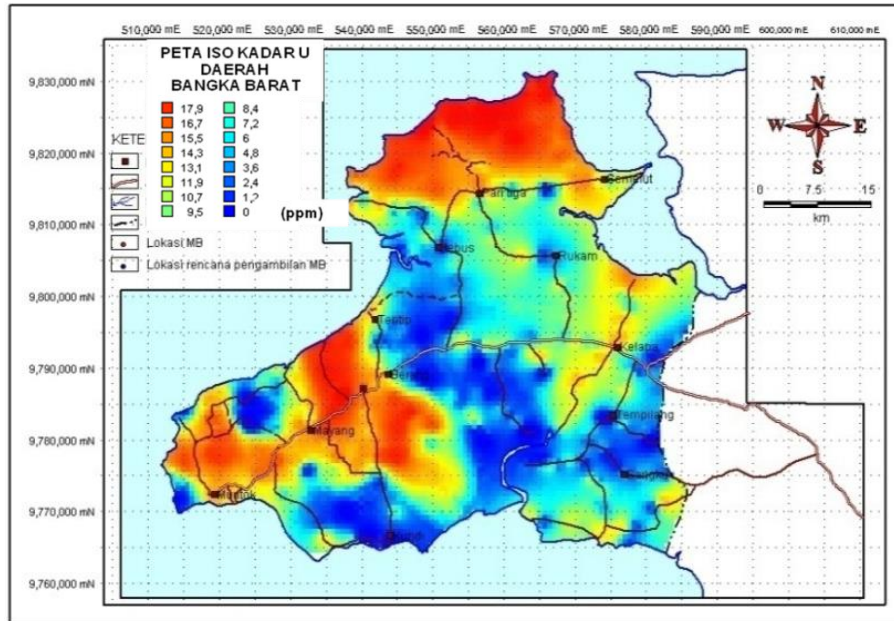 510,000 mE 520,000 mE 530,000 mE 540,000 mE 550,000 mE 560,000 mE 570,000 mE 580,000 mE 590,000 mE 600,000 mE 610,000 mE
PETA ISO KADAR U
DAERAH
BANGKA BARAT
17,9 8,4
16,7 7,2
15,5 6
14,3 4,8
13,1 3,6
11,9 2,4
10,7 1,2
9,5 0 (ppm)
KETE
Lokasi MB
Lokasi rencana pengambilan MB
N
W E
S
0 7.5 15
km
9,830,000 mN
9,820,000 mN
9,810,000 mN
9,800,000 mN
9,790,000 mN
9,780,000 mN
9,770,000 mN
9,760,000 mN
Rukam
Kelapa
Tempilang
Mayang